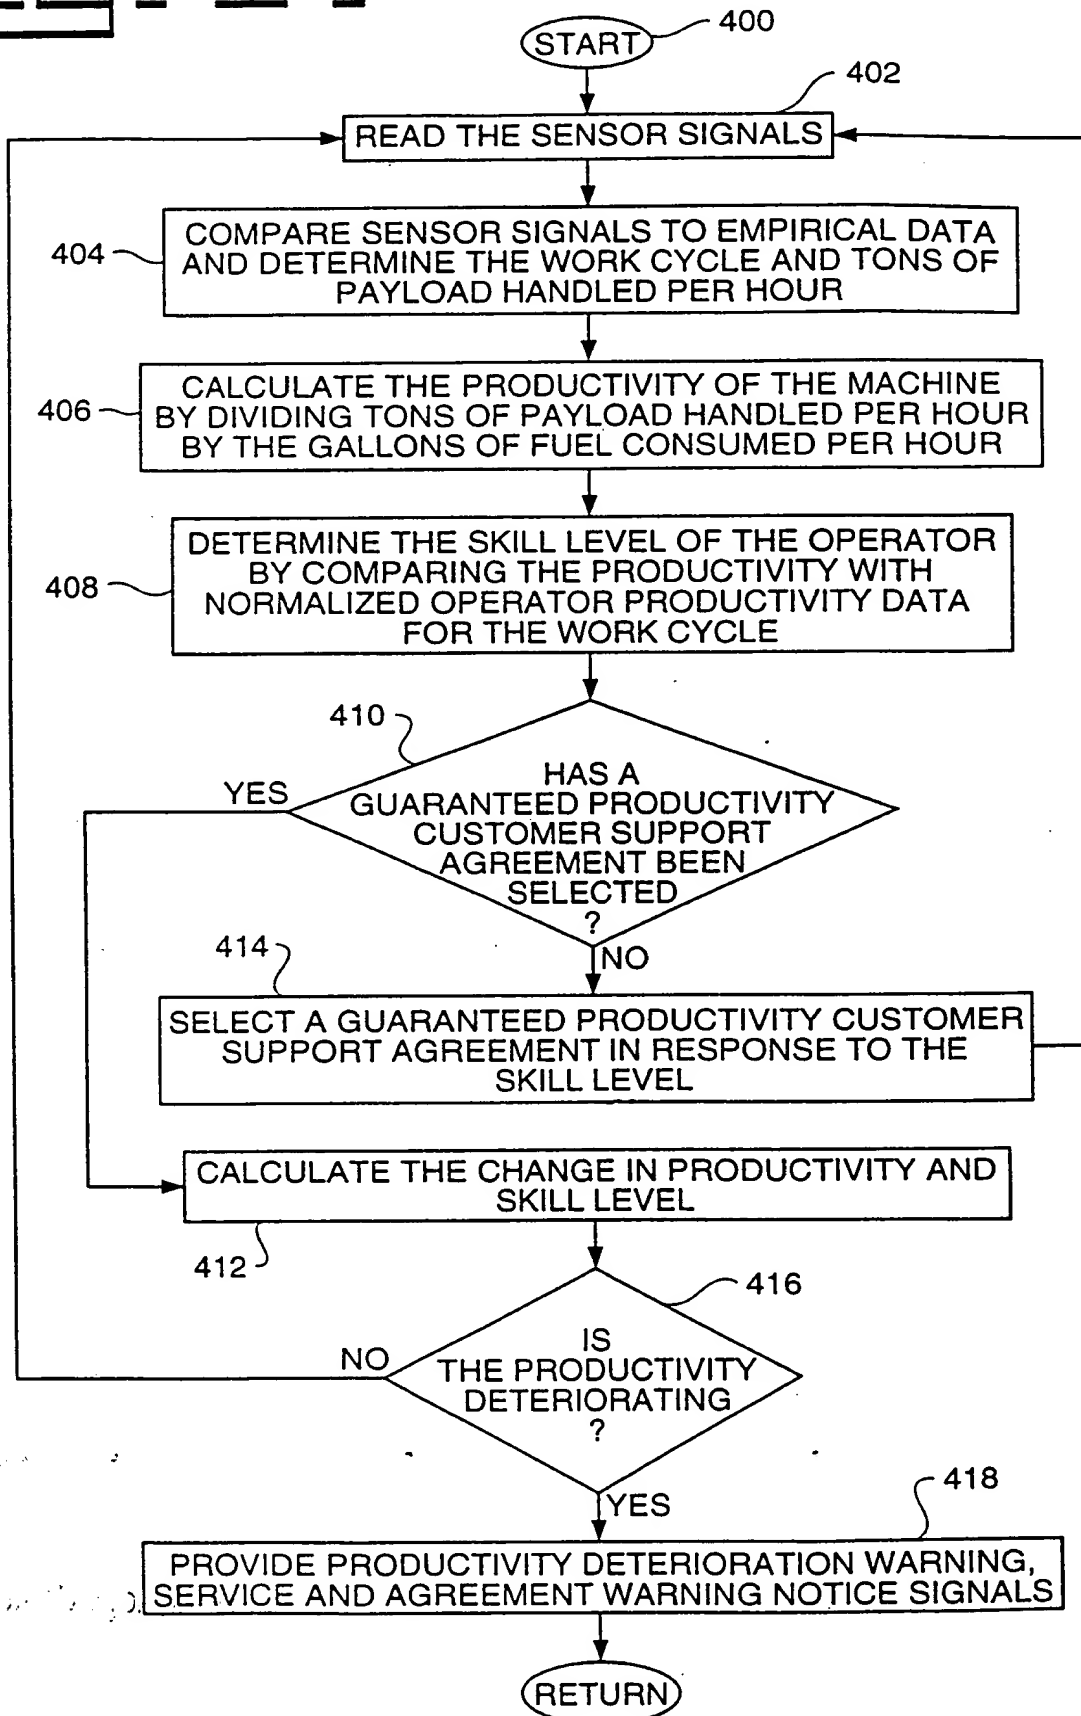 START
400
402
READ THE SENSOR SIGNALS
404
COMPARE SENSOR SIGNALS TO EMPIRICAL DATA
AND DETERMINE THE WORK CYCLE AND TONS OF
PAYLOAD HANDLED PER HOUR
406
CALCULATE THE PRODUCTIVITY OF THE MACHINE
BY DIVIDING TONS OF PAYLOAD HANDLED PER HOUR
BY THE GALLONS OF FUEL CONSUMED PER HOUR
408
DETERMINE THE SKILL LEVEL OF THE OPERATOR
BY COMPARING THE PRODUCTIVITY WITH
NORMALIZED OPERATOR PRODUCTIVITY DATA
FOR THE WORK CYCLE
410
YES
HAS A
GUARANTEED PRODUCTIVITY
CUSTOMER SUPPORT
AGREEMENT BEEN
SELECTED
?
NO
414
SELECT A GUARANTEED PRODUCTIVITY CUSTOMER
SUPPORT AGREEMENT IN RESPONSE TO THE
SKILL LEVEL
CALCULATE THE CHANGE IN PRODUCTIVITY AND
SKILL LEVEL
412
416
NO
IS
THE PRODUCTIVITY
DETERIORATING
?
YES
418
PROVIDE PRODUCTIVITY DETERIORATION WARNING,
SERVICE AND AGREEMENT WARNING NOTICE SIGNALS
RETURN